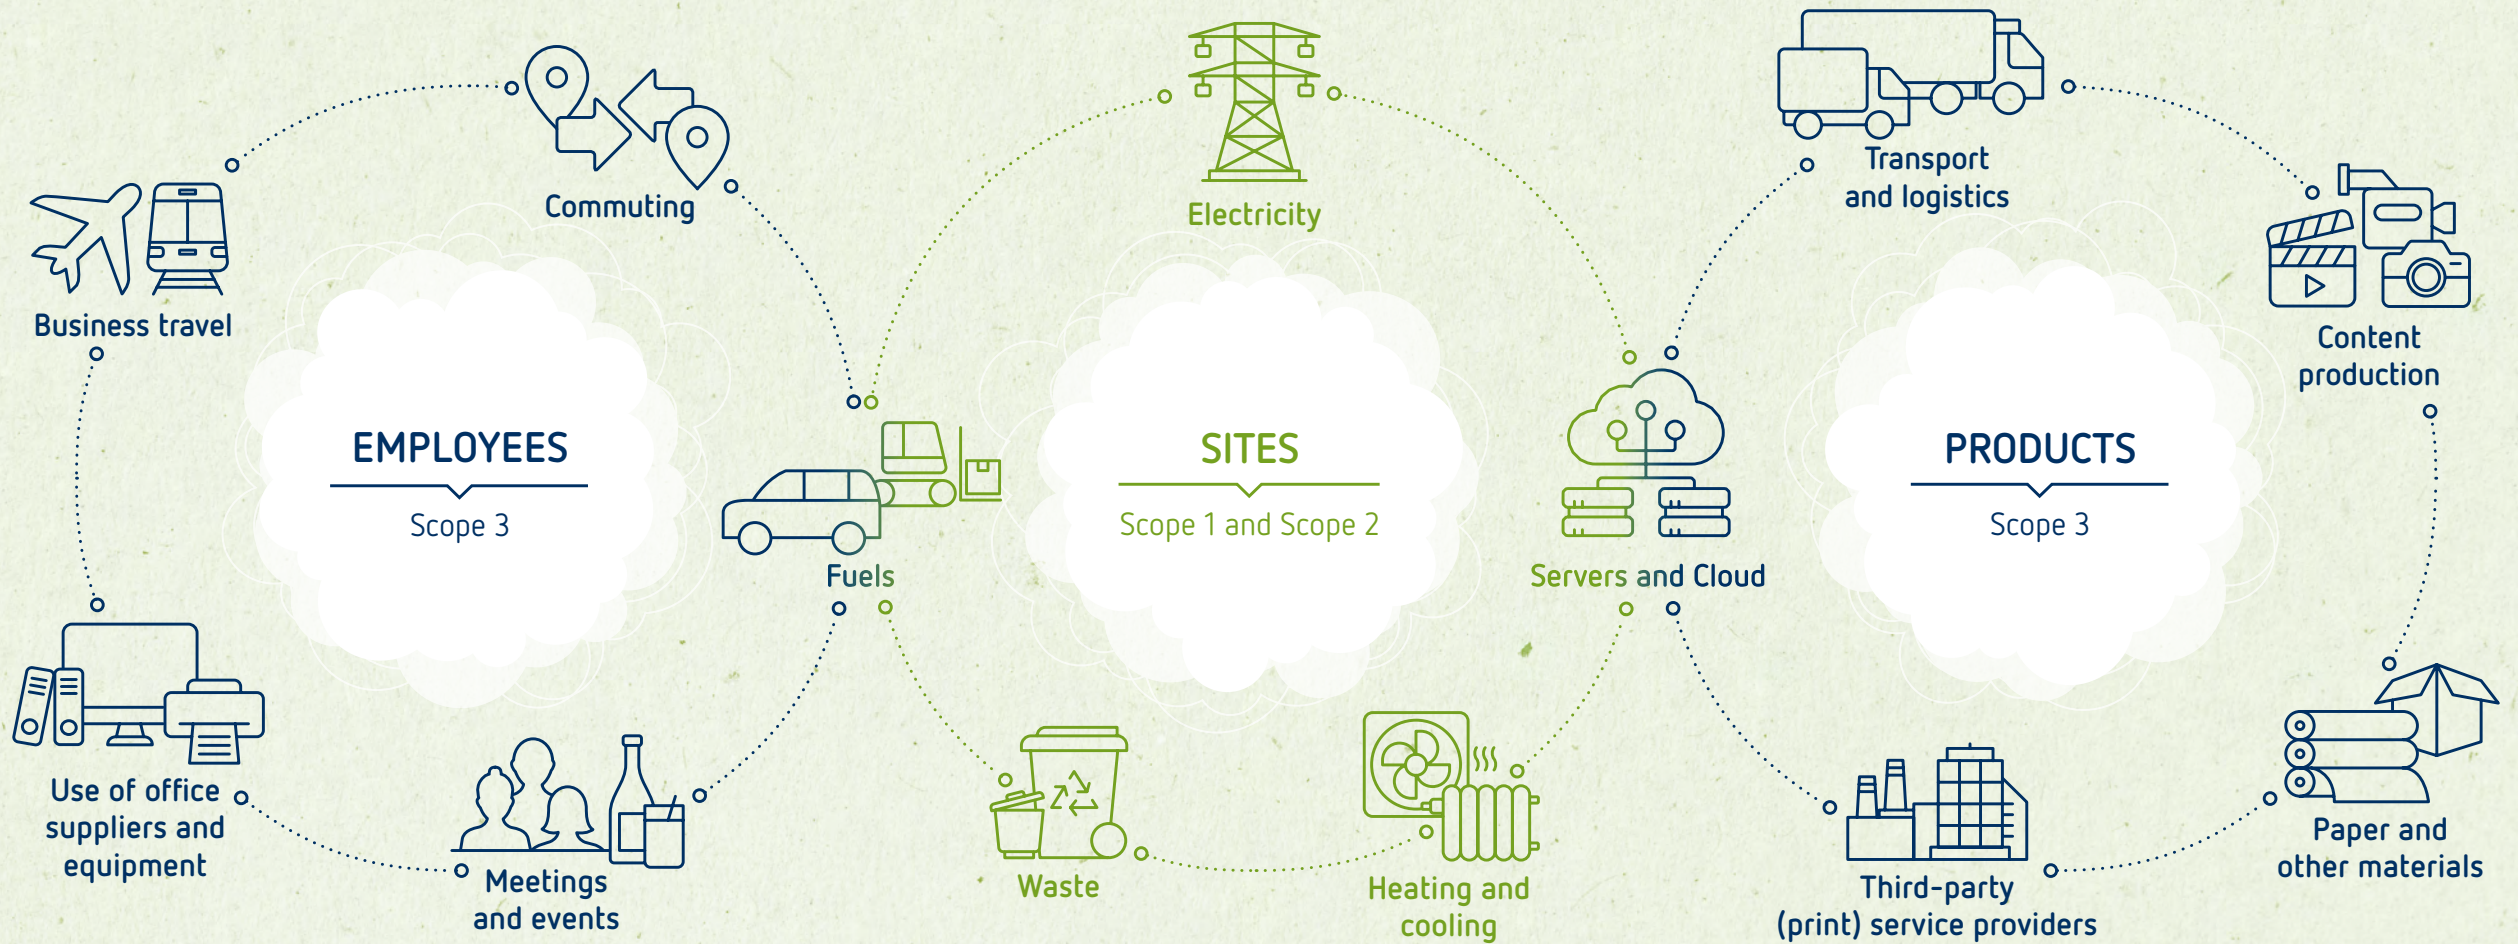 EMPLOYEES
Scope 3
Commuting
Business travel
Use of office
suppliers and
equipment
Meetings
and events
Fuels
SITES
Scope 1 and Scope 2
Electricity
Waste
Heating and
cooling
Servers and Cloud
PRODUCTS
Scope 3
Transport
and logistics
Content
production
Paper and
other materials
Third-party
(print) service providers